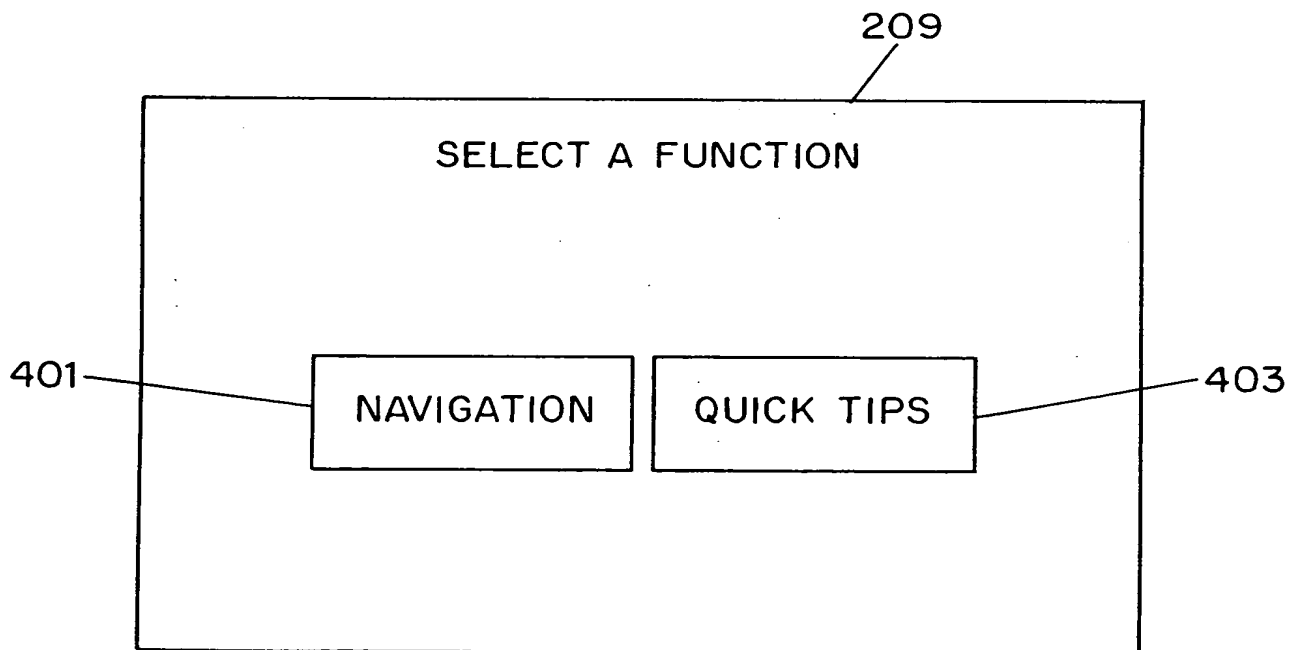 209
SELECT A FUNCTION
401
NAVIGATION
QUICK TIPS
403